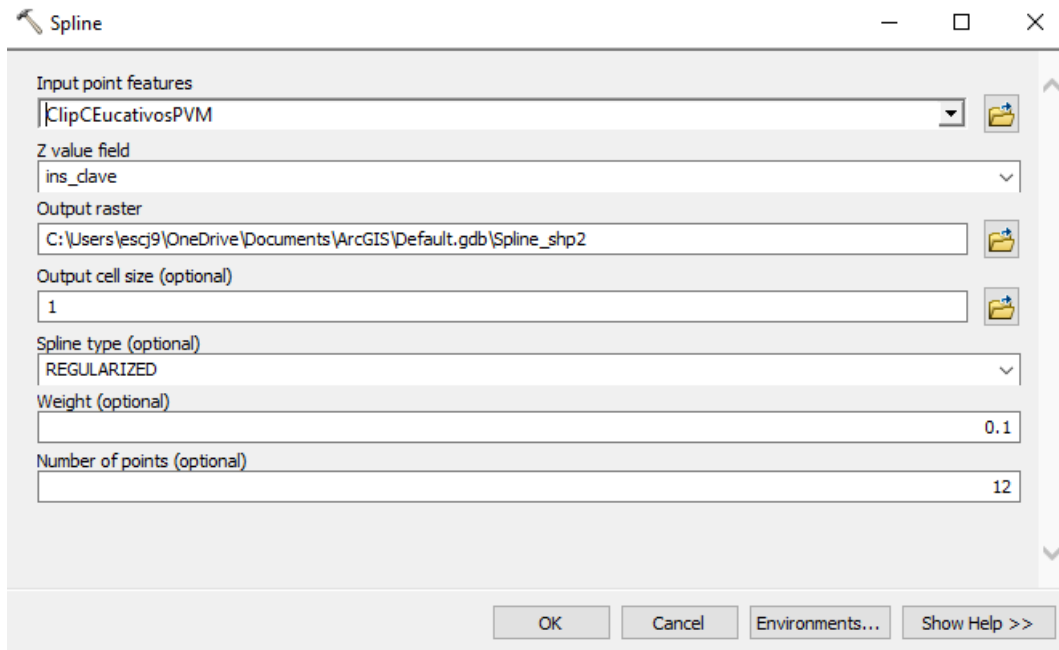 Spline
Input point features
ClipCEucativosPVM
Z value field
ins_clave
Output raster
C:\Users\escj9\OneDrive\Documents\ArcGIS\Default.gdb\Spline_shp2
Output cell size (optional)
1
Spline type (optional)
REGULARIZED
Weight (optional)
0.1
Number of points (optional)
12
OK Cancel Environments... Show Help >>